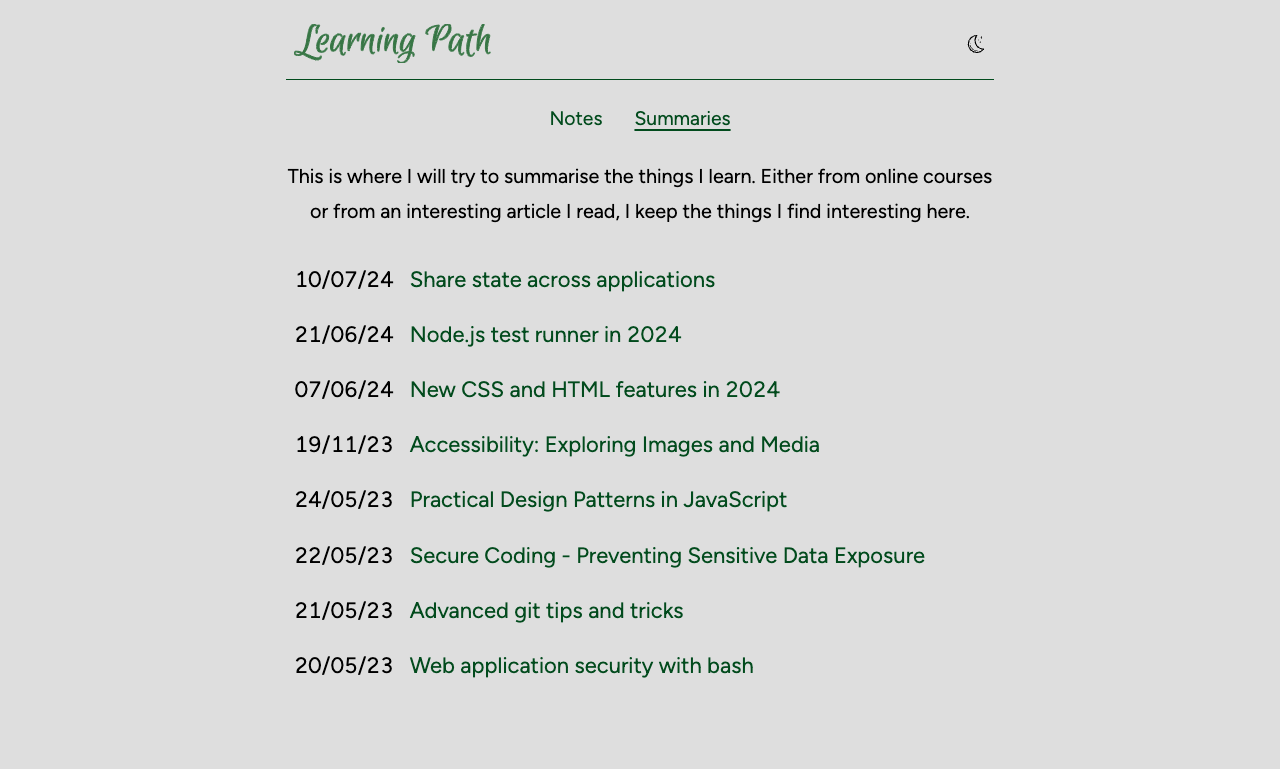 Learning Path
Notes Summaries
This is where I will try to summarise the things I learn. Either from online courses
or from an interesting article I read, I keep the things I find interesting here.
10/07/24 Share state across applications
21/06/24 Node.js test runner in 2024
07/06/24 New CSS and HTML features in 2024
19/11/23 Accessibility: Exploring Images and Media
24/05/23 Practical Design Patterns in JavaScript
22/05/23 Secure Coding - Preventing Sensitive Data Exposure
21/05/23 Advanced git tips and tricks
20/05/23 Web application security with bash